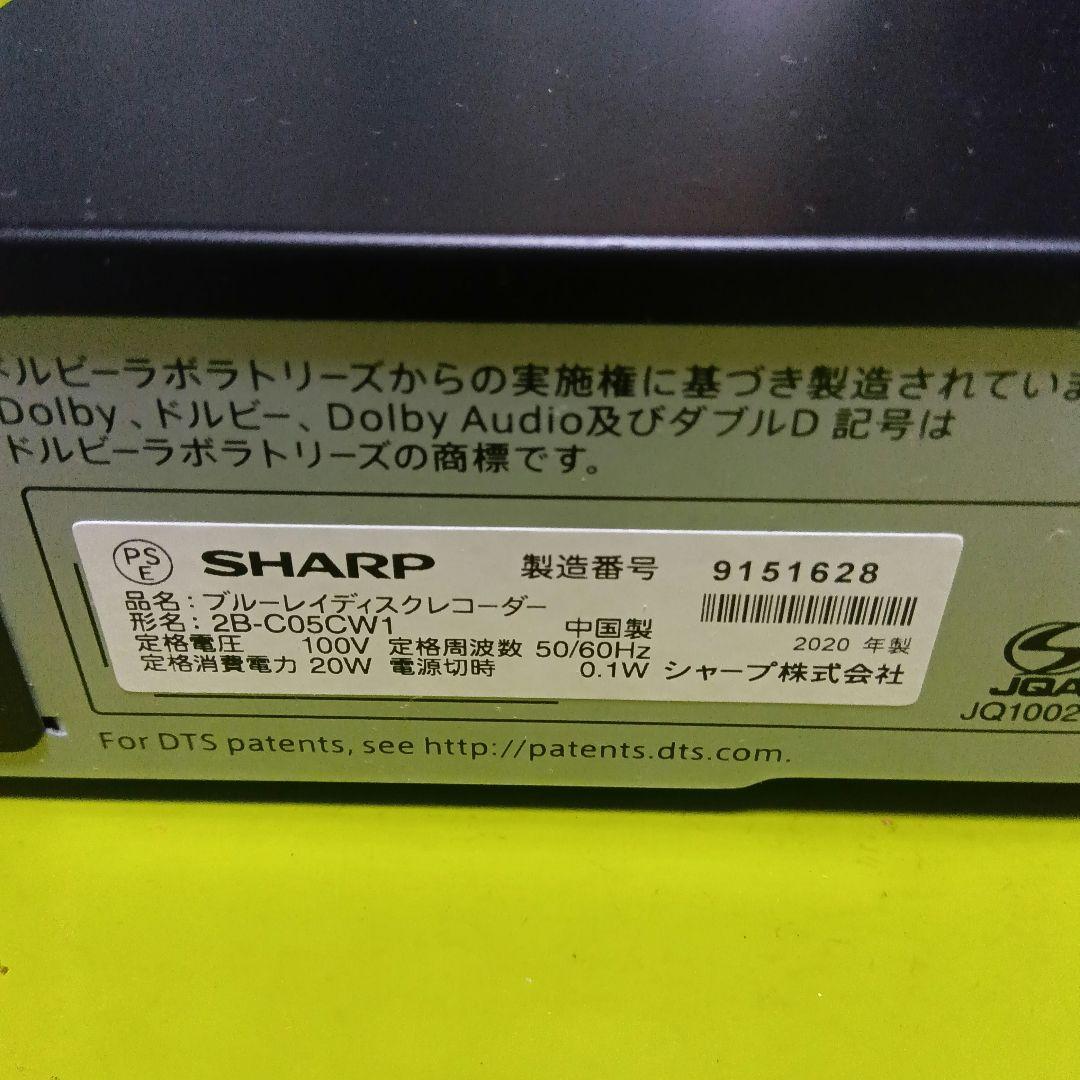 ドルビーラボラトリーズからの実施権に基づき製造されていま
Dolby、ドルビー、Dolby Audio及びダブルD 記号は
ドルビーラボラトリーズの商標です。
PSE SHARP 製造番号 9151628
品名：ブルーレイディスクレコーダー
形名：2B-C05CW1 中国製
定格電圧 100V 定格周波数 50/60Hz 2020 年製
定格消費電力 20W 電源切時 0.1W シャープ株式会社
JQA
JQ1002
For DTS patents, see http://patents.dts.com.